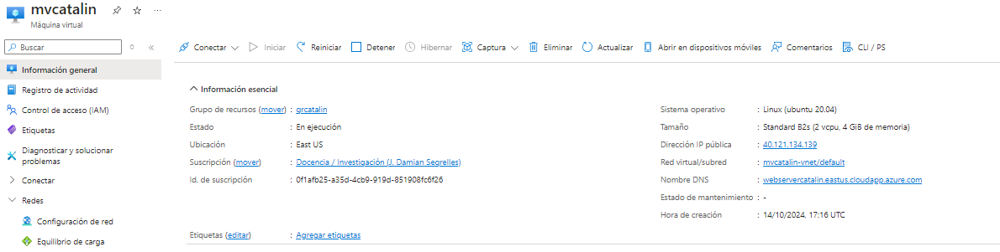 mvcatalin
Máquina virtual
Buscar
Conectar Iniciar Reiniciar Detener Hibernar Captura Eliminar Actualizar Abrir en dispositivos móviles Comentarios CLI / PS
Información general
Registro de actividad
Control de acceso (IAM)
Etiquetas
Diagnosticar y solucionar
problemas
Conectar
Redes
Configuración de red
Equilibrio de carga
Información esencial
Grupo de recursos (mover) : grcatalin
Estado : En ejecución
Ubicación : East US
Suscripción (mover) : Docencia / Investigación (J. Damian Segrelles)
Id. de suscripción : 0f1afb25-a35d-4cb9-919d-851908fc6f26
Sistema operativo : Linux (ubuntu 20.04)
Tamaño : Standard B2s (2 vcpu, 4 GiB de memoria)
Dirección IP pública : 40.121.134.139
Red virtual/subred : mvcatalin-vnet/default
Nombre DNS : webservercatalin.eastus.cloudapp.azure.com
Estado de mantenimiento : -
Hora de creación : 14/10/2024, 17:16 UTC
Etiquetas (editar) : Agregar etiquetas